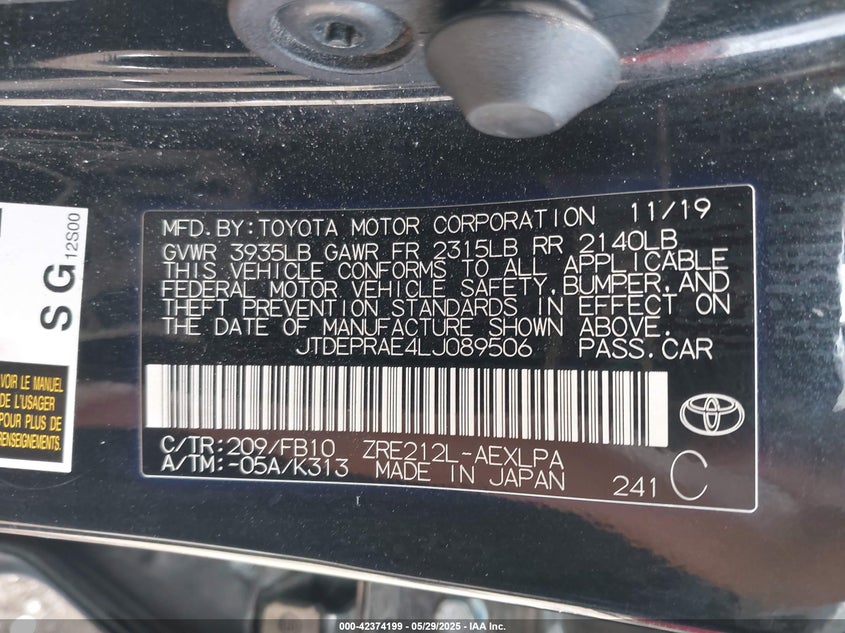 MFD. BY: TOYOTA MOTOR CORPORATION 11/19
GVWR 3935LB GAWR FR 2315LB RR 2140LB
THIS VEHICLE CONFORMS TO ALL APPLICABLE
FEDERAL MOTOR VEHICLE SAFETY, BUMPER, AND
THEFT PREVENTION STANDARDS IN EFFECT ON
THE DATE OF MANUFACTURE SHOWN ABOVE.
JTDEPRAE4LJ089506 PASS. CAR
C/TR: 209/FB10 ZRE212L-AEXLPA
A/TM: -05A/K313 MADE IN JAPAN
241 C
SG
12S00
VOIR LE MANUEL
DE L'USAGER
POUR PLUS DE
RENSEIGNEMENT.
000-42374199 - 05/29/2025 - IAA Inc.